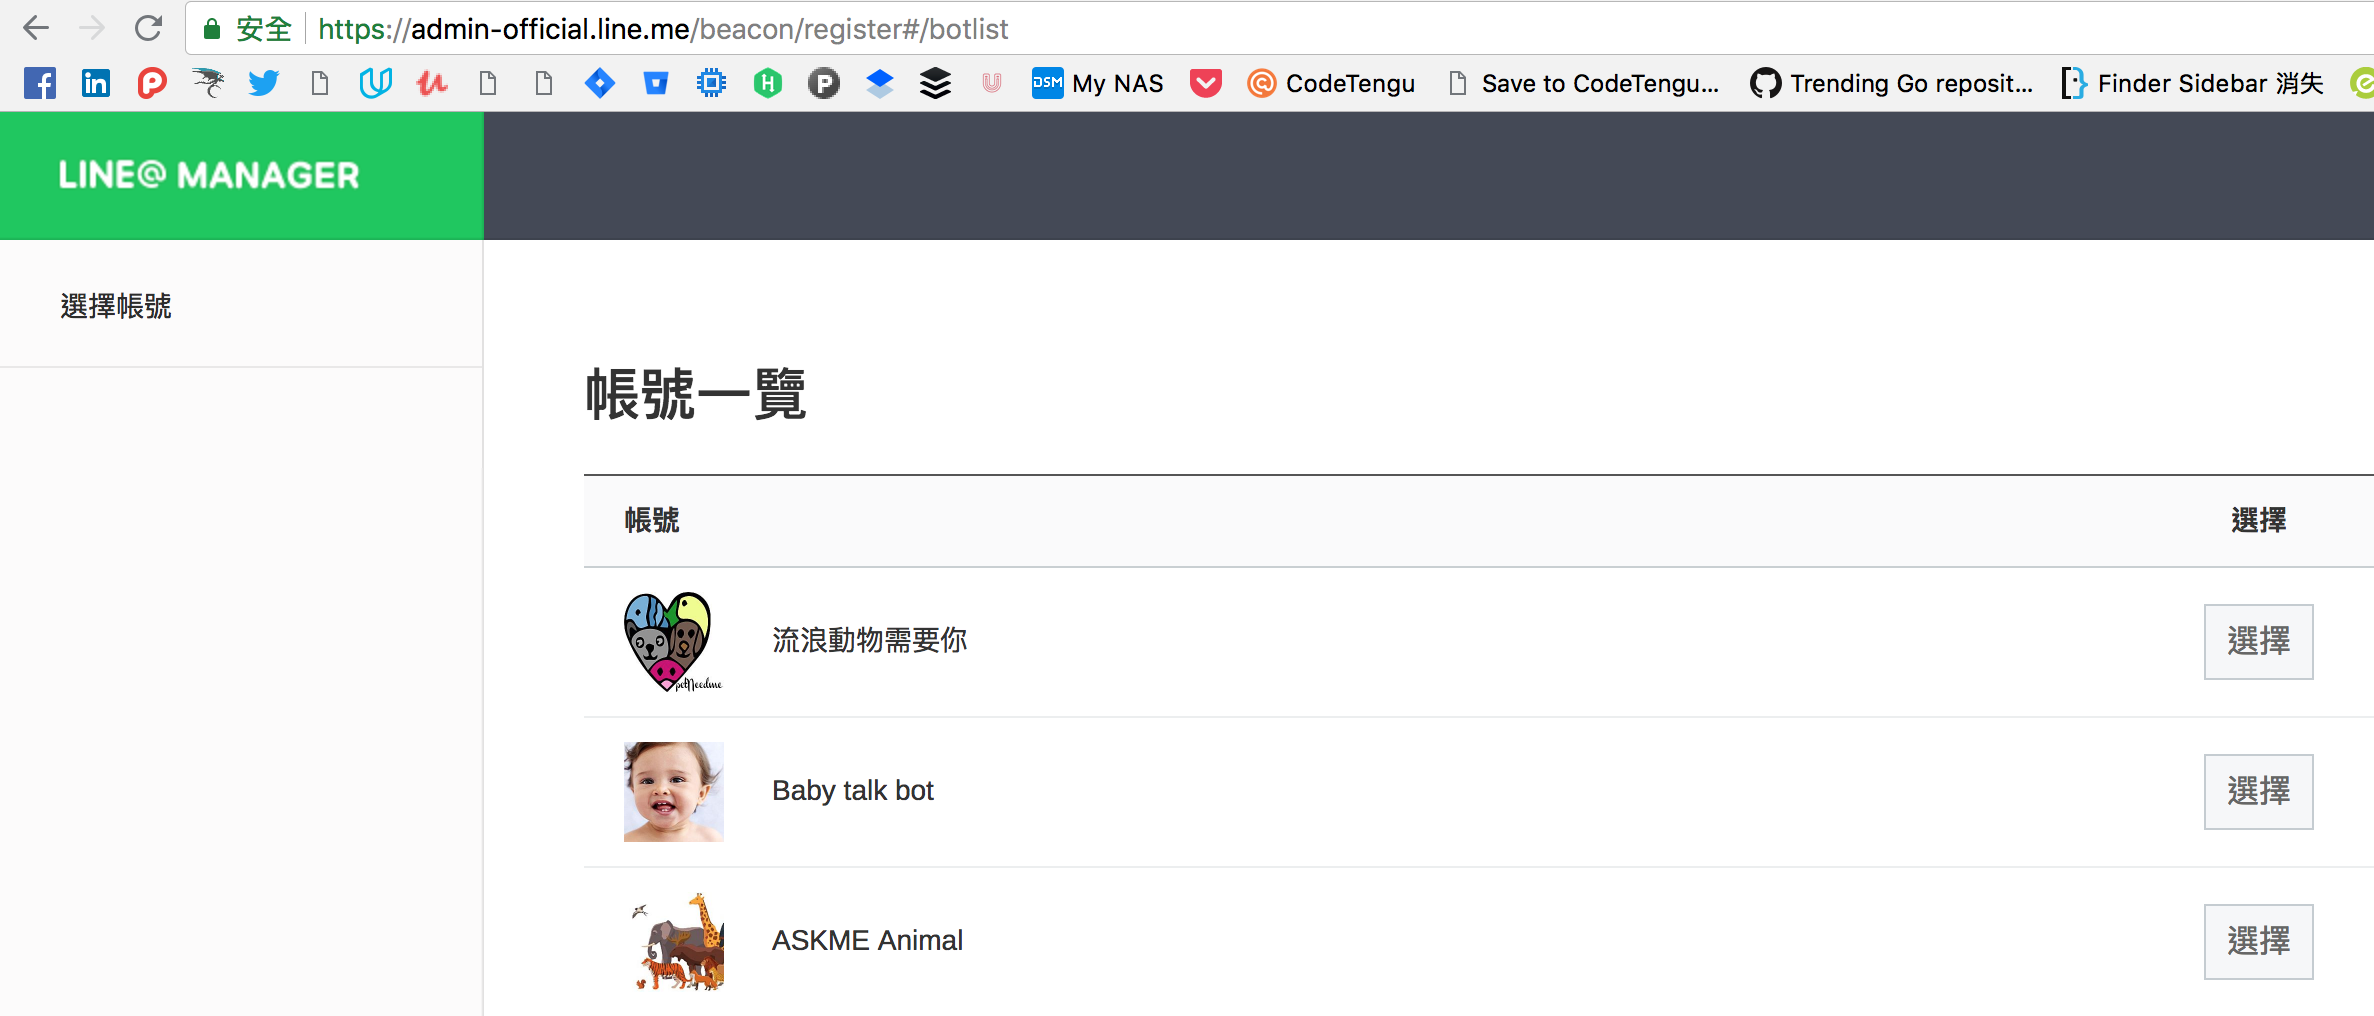 安全 https://admin-official.line.me/beacon/register#/botlist
DSM My NAS CodeTengu Save to CodeTengu... Trending Go reposit... Finder Sidebar 消失
LINE@ MANAGER
選擇帳號
帳號一覽
帳號 選擇
petNeedme
流浪動物需要你 選擇
Baby talk bot 選擇
ASKME Animal 選擇